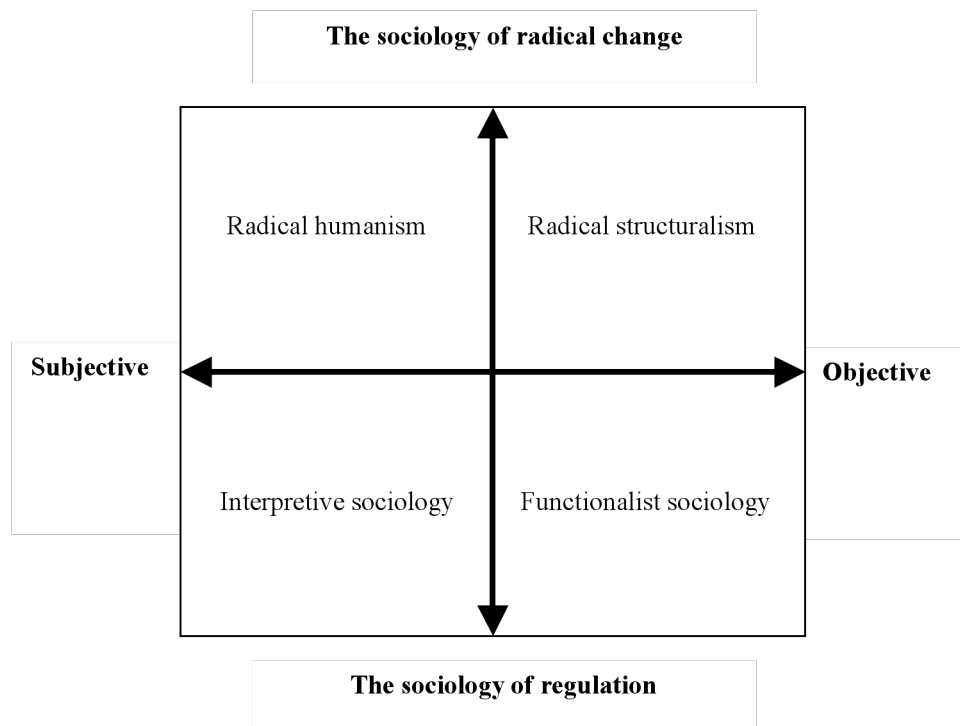 The sociology of radical change
Radical humanism
Radical structuralism
Subjective
Objective
Interpretive sociology
Functionalist sociology
The sociology of regulation